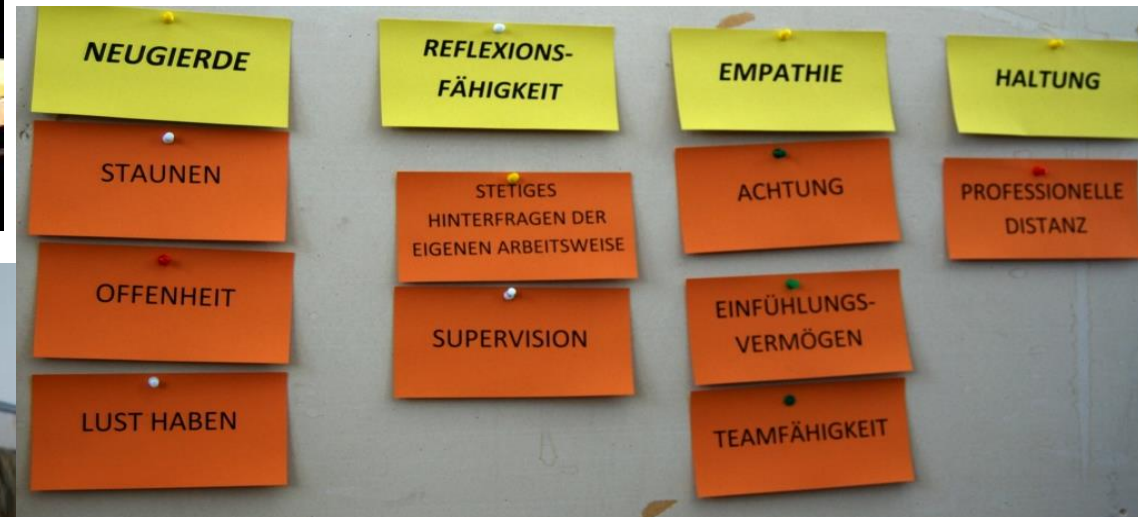 NEUGIERDE
STAUNEN
OFFENHEIT
LUST HABEN
REFLEXIONS-
FÄHIGKEIT
STETIGES
HINTERFRAGEN DER
EIGENEN ARBEITSWEISE
SUPERVISION
EMPATHIE
ACHTUNG
EINFÜHLUNGS-
VERMÖGEN
TEAMFÄHIGKEIT
HALTUNG
PROFESSIONELLE
DISTANZ